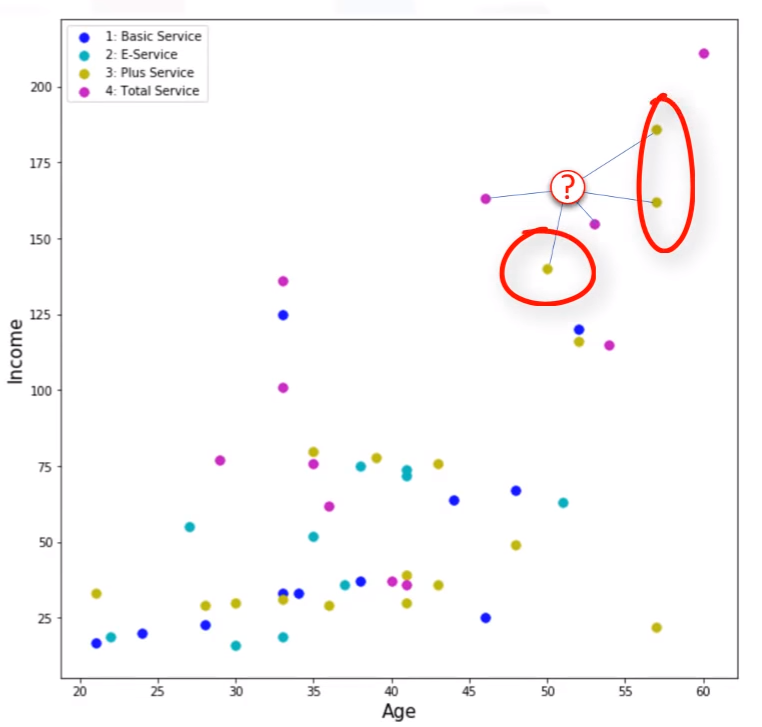 1: Basic Service
2: E-Service
3: Plus Service
4: Total Service
200
175
150
125
100
75
50
25
Income
?
20 25 30 35 40 45 50 55 60
Age